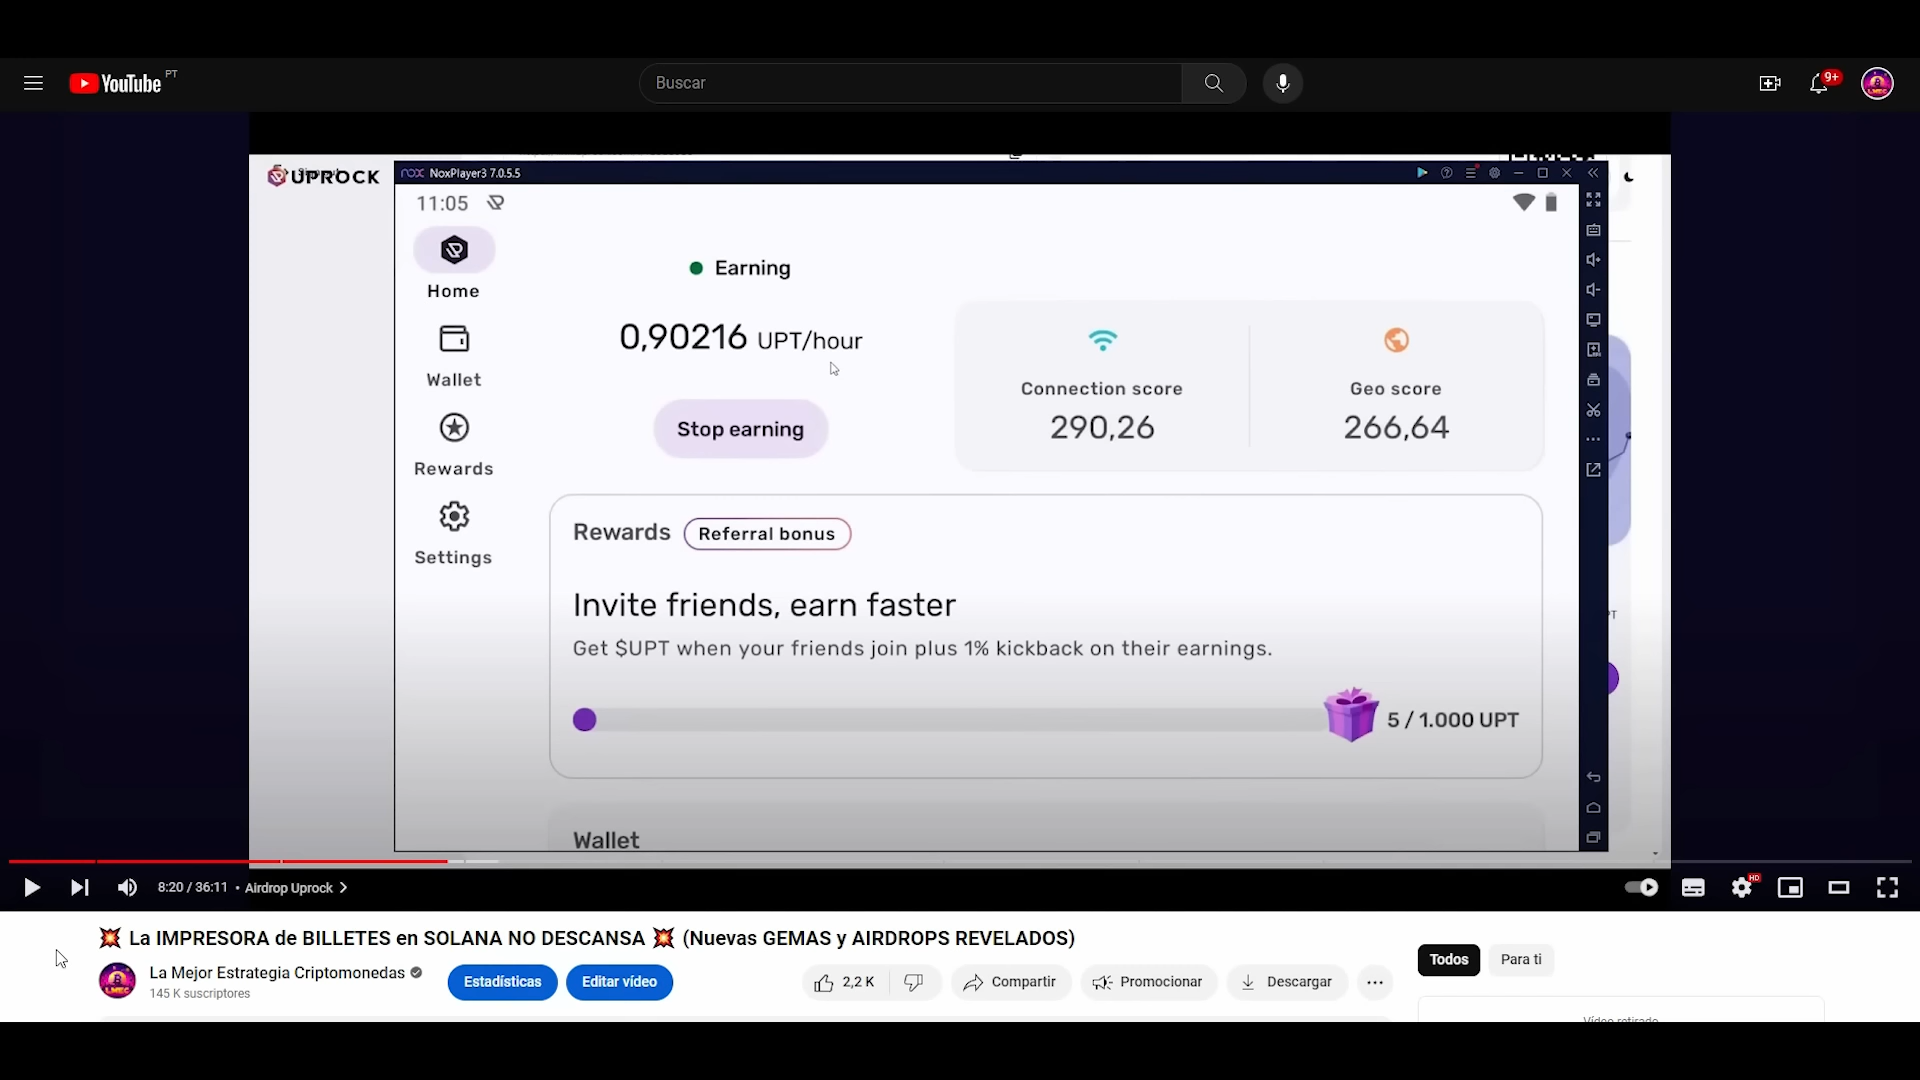 YouTube PT
Buscar
9+
UPROCK
nox NoxPlayer3 7.0.5.5
11:05
Home
Wallet
Rewards
Settings
Earning
0,90216 UPT/hour
Stop earning
Connection score
290,26
Geo score
266,64
Rewards Referral bonus
Invite friends, earn faster
Get $UPT when your friends join plus 1% kickback on their earnings.
5 / 1.000 UPT
Wallet
8:20 / 36:11 • Airdrop Uprock
HD
💥 La IMPRESORA de BILLETES en SOLANA NO DESCANSA 💥 (Nuevas GEMAS y AIRDROPS REVELADOS)
La Mejor Estrategia Criptomonedas
145 K suscriptores
Estadísticas
Editar vídeo
2,2 K
Compartir
Promocionar
Descargar
Todos
Para ti
Vídeo retirado